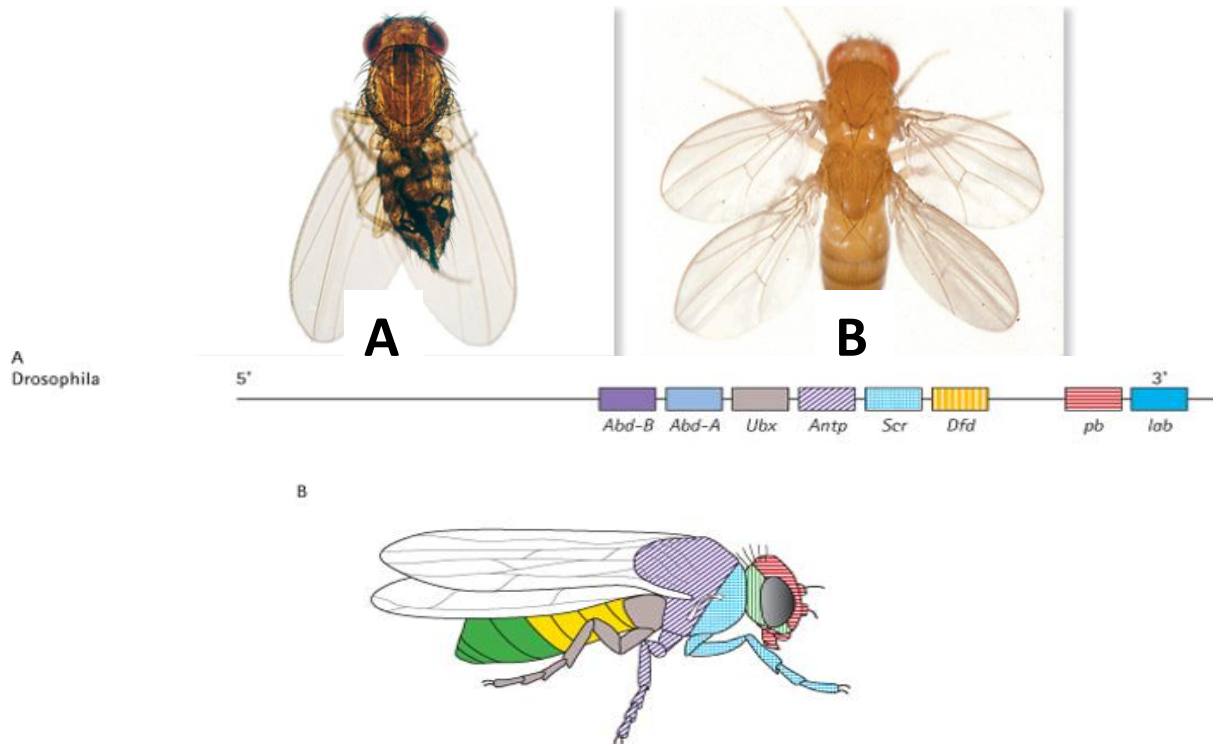 A
B
A
Drosophila
5'
3'
Abd-B
Abd-A
Ubx
Antp
Scr
Dfd
pb
lab
B